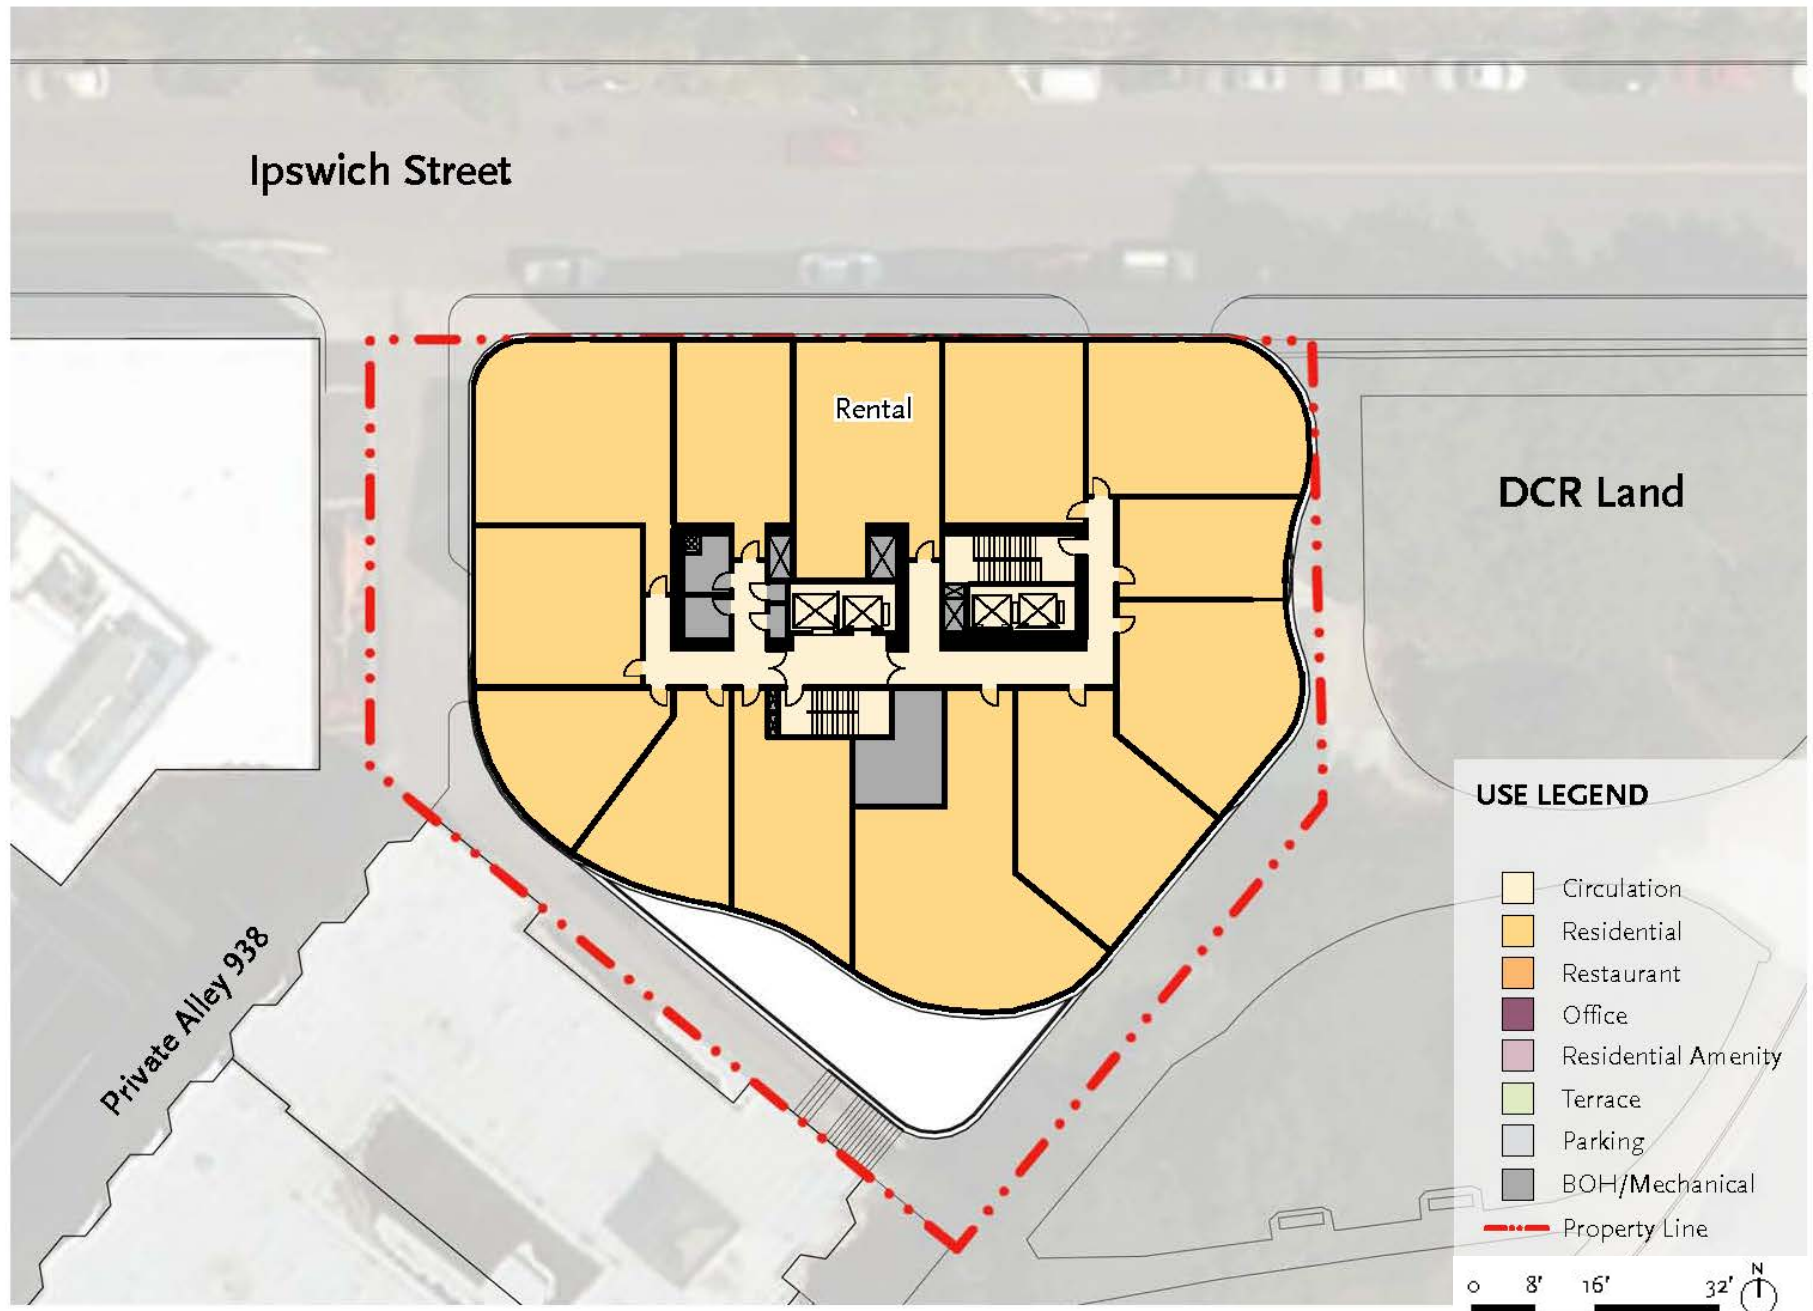 Ipswich Street
Rental
DCR Land
Private Alley 938
USE LEGEND
Circulation
Residential
Restaurant
Office
Residential Amenity
Terrace
Parking
BOH/Mechanical
Property Line
N
0 8' 16' 32'